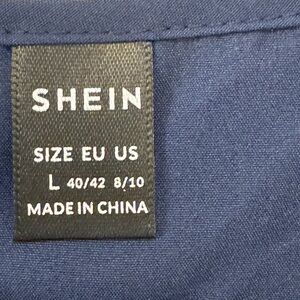 SHEIN
SIZE EU US
L 40/42 8/10
MADE IN CHINA